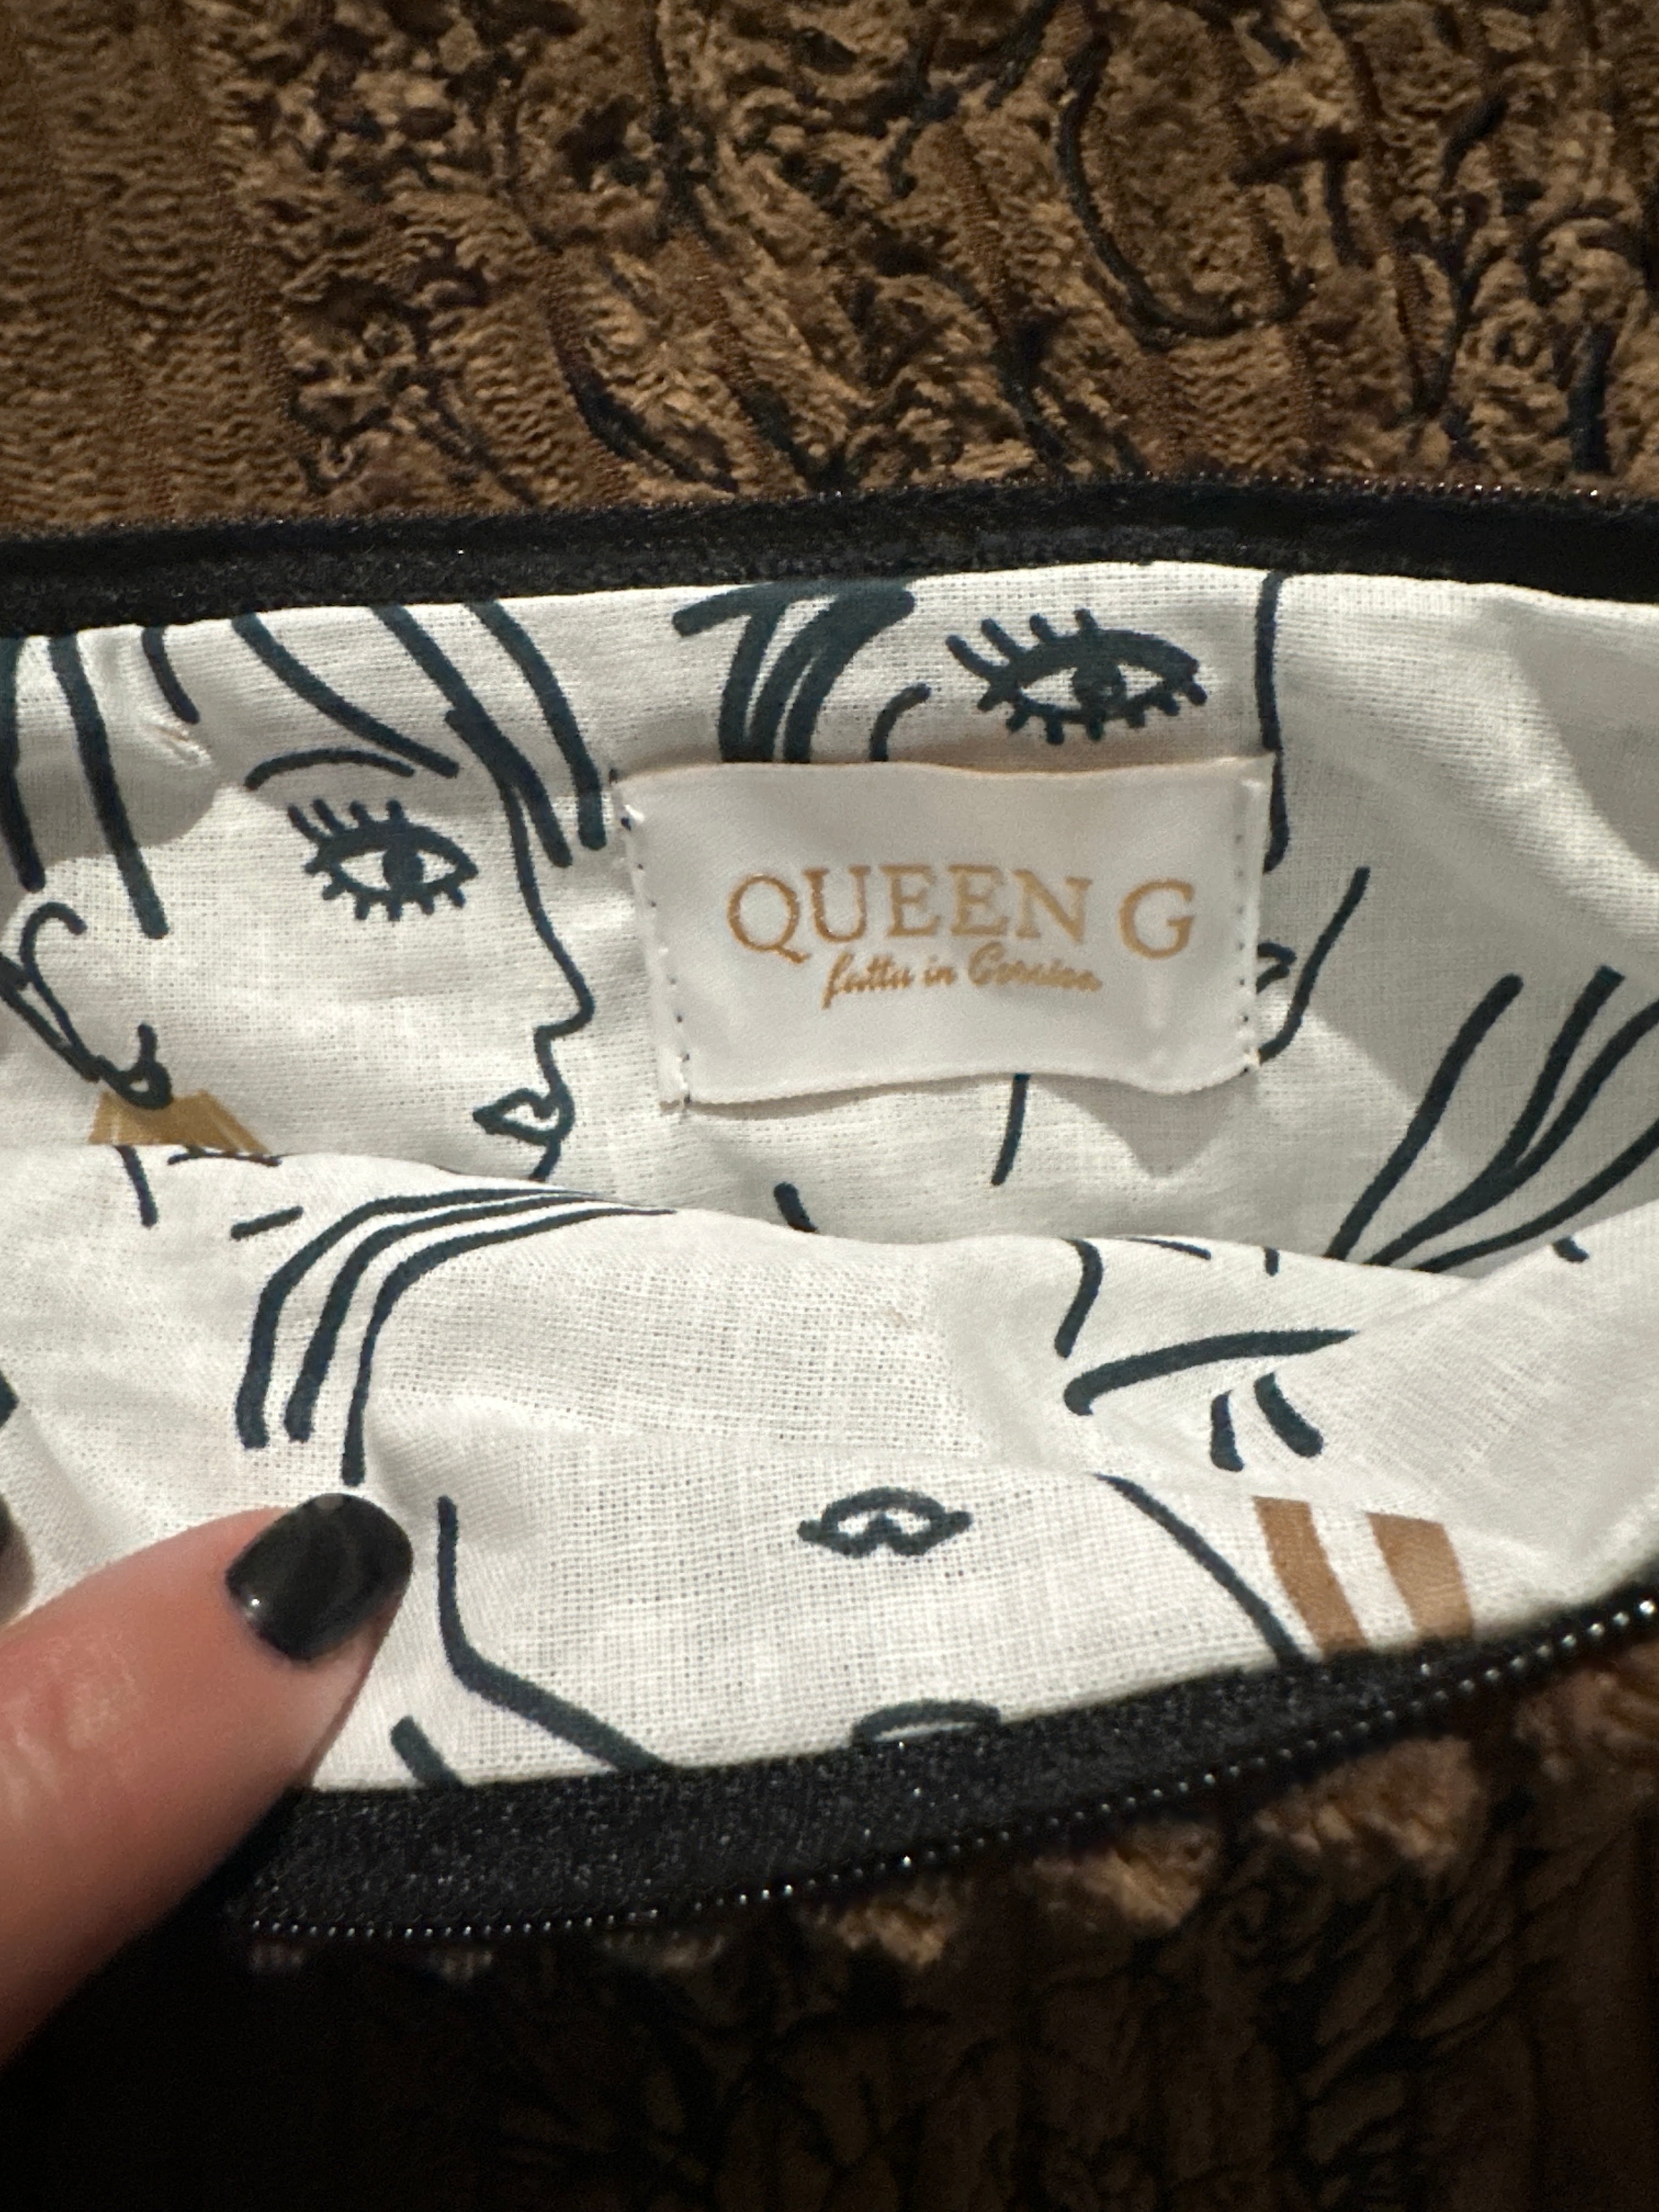 QUEEN G
fattu in Corsica